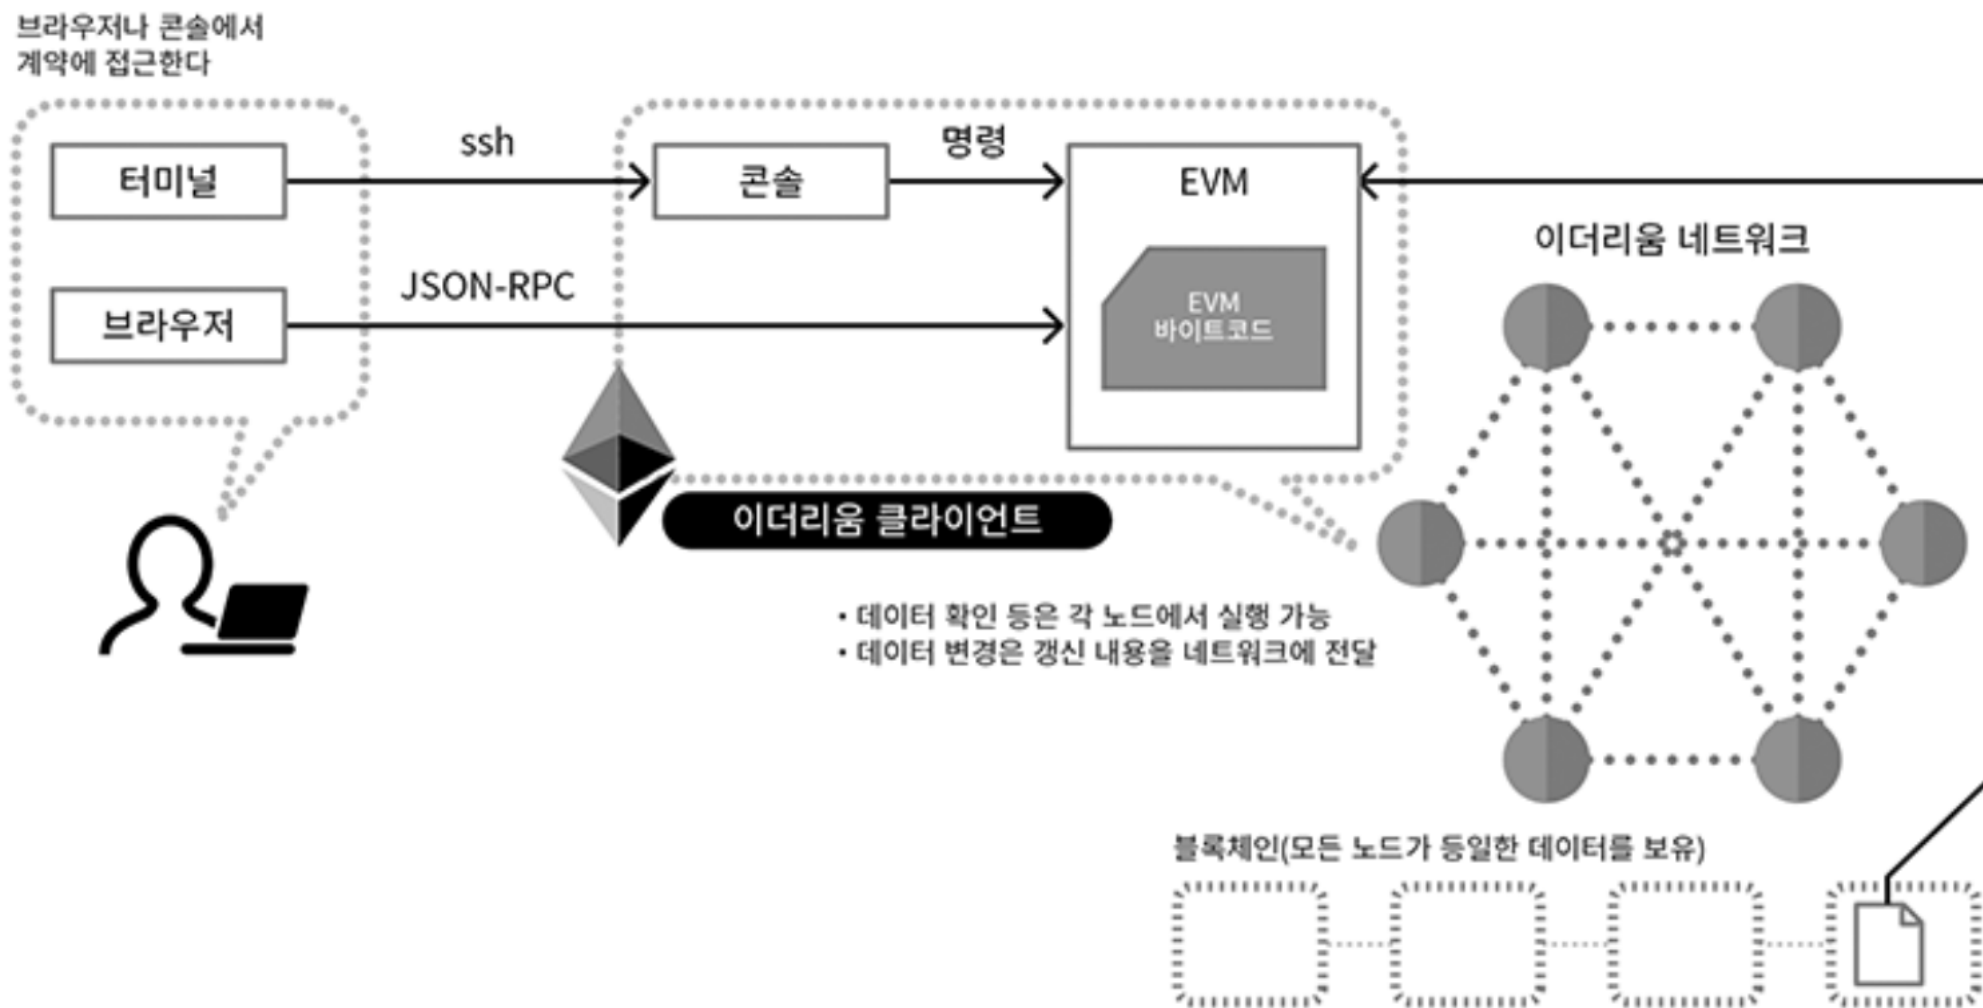 브라우저나 콘솔에서
계약에 접근한다
터미널
ssh
콘솔
명령
EVM
브라우저
JSON-RPC
EVM
바이트코드
이더리움 네트워크
이더리움 클라이언트
• 데이터 확인 등은 각 노드에서 실행 가능
• 데이터 변경은 갱신 내용을 네트워크에 전달
블록체인(모든 노드가 등일한 데이터를 보유)